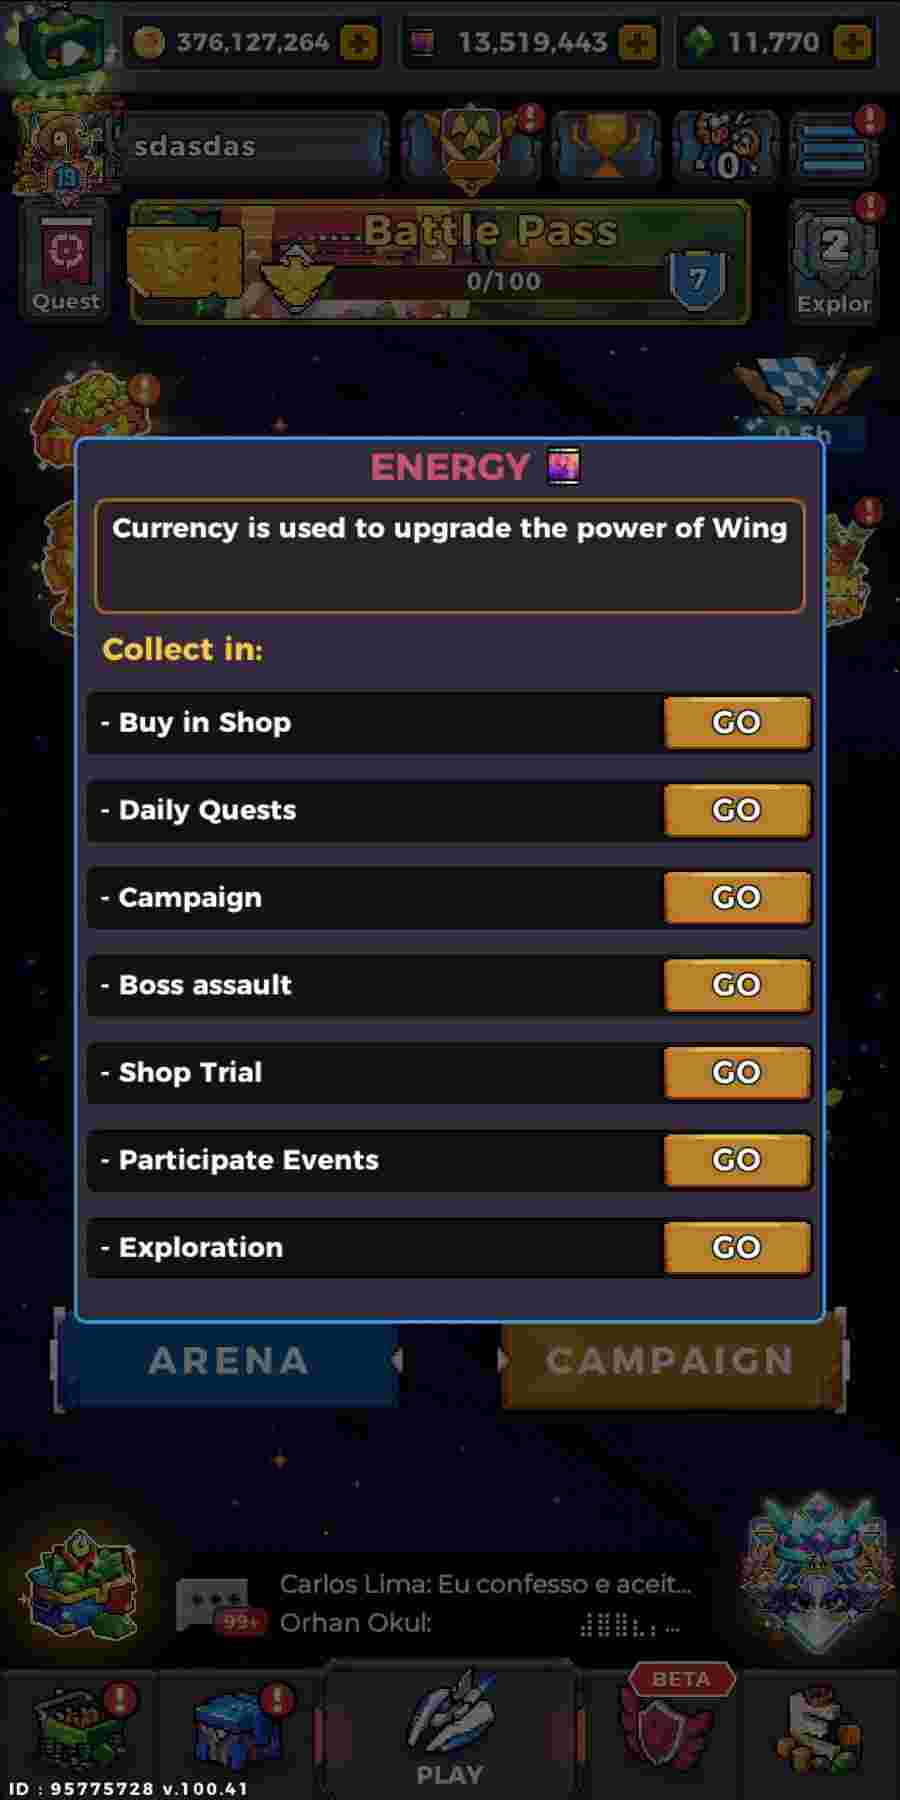 376,127,264
13,519,443
11,770
19
sdasdas
0
Battle Pass
0/100
7
Quest
2
Explor
ENERGY
Currency is used to upgrade the power of Wing
Collect in:
- Buy in Shop
GO
- Daily Quests
GO
- Campaign
GO
- Boss assault
GO
- Shop Trial
GO
- Participate Events
GO
- Exploration
GO
ARENA
CAMPAIGN
Carlos Lima: Eu confesso e aceit...
99+
Orhan Okul:
BETA
PLAY
ID : 95775728 v.100.41